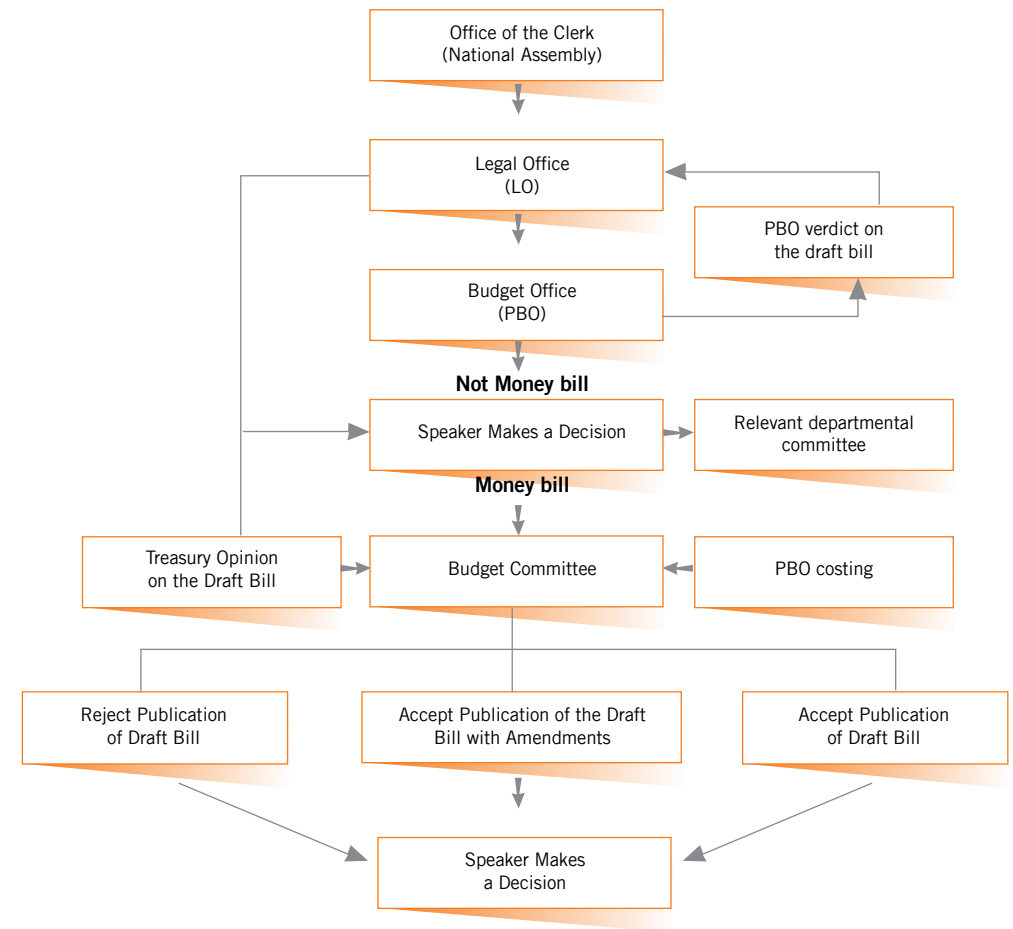 Office of the Clerk
(National Assembly)
Legal Office
(LO)
PBO verdict on
the draft bill
Budget Office
(PBO)
Not Money bill
Speaker Makes a Decision
Relevant departmental
committee
Money bill
Treasury Opinion
on the Draft Bill
Budget Committee
PBO costing
Reject Publication
of Draft Bill
Accept Publication of the Draft
Bill with Amendments
Accept Publication
of Draft Bill
Speaker Makes
a Decision